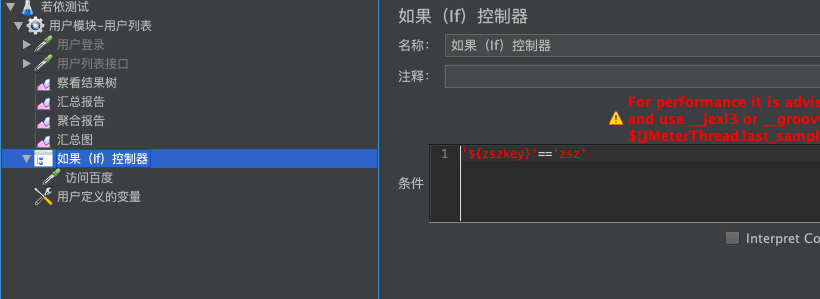 若依测试
用户模块-用户列表
用户登录
用户列表接口
察看结果树
汇总报告
聚合报告
汇总图
如果（If）控制器
访问百度
用户定义的变量
如果（If）控制器
名称： 如果（If）控制器
注释：
For performance it is advis
and use __jexl3 or __groov
${JMeterThread.last_sampl
条件
1 '${zszkey}'=='zsz'
Interpret Co